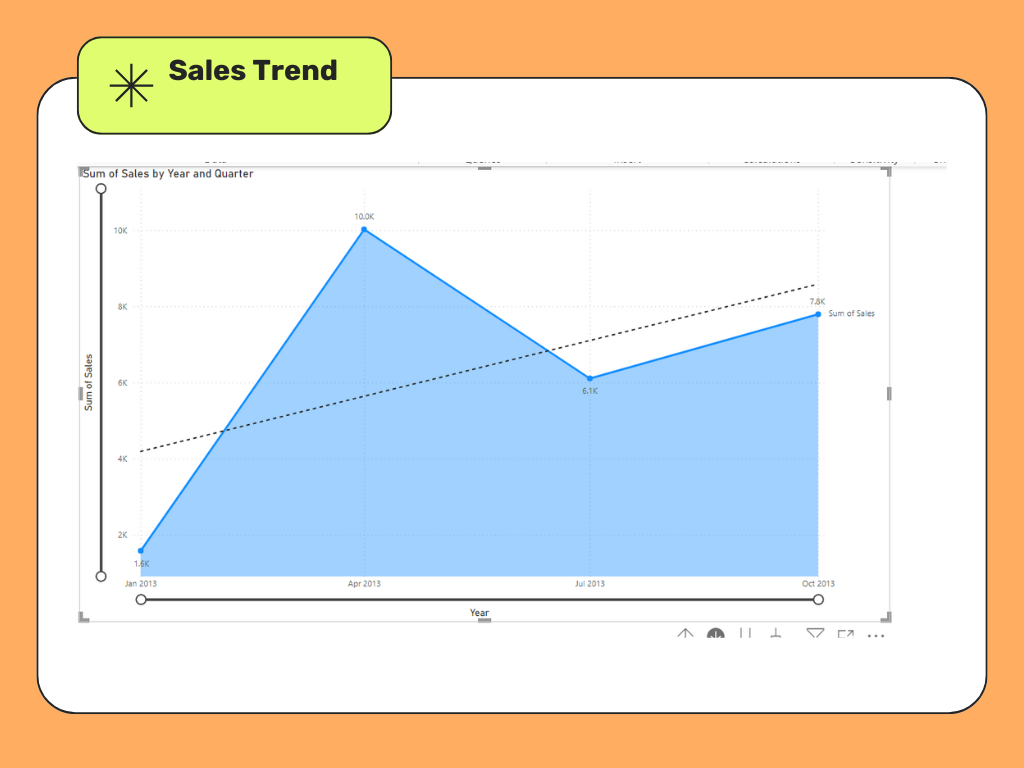 Sales Trend
Sum of Sales by Year and Quarter
10.0K
10K
8K
7.8K
Sum of Sales
6K
6.1K
Sum of Sales
4K
2K
1.6K
Jan 2013 Apr 2013 Jul 2013 Oct 2013
Year